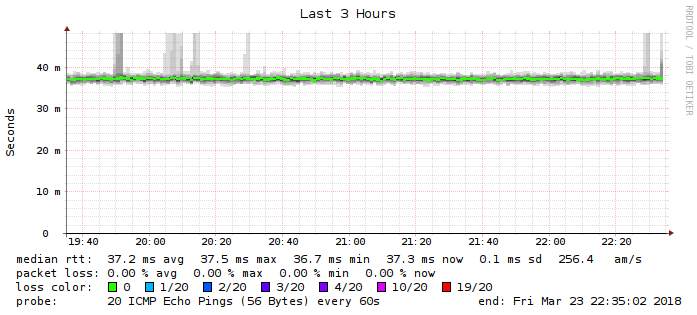 Last 3 Hours
RRDTOOL / TOBI OETIKER
Seconds
40 m
30 m
20 m
10 m
0
19:40 20:00 20:20 20:40 21:00 21:20 21:40 22:00 22:20
median rtt: 37.2 ms avg 37.5 ms max 36.7 ms min 37.3 ms now 0.1 ms sd 256.4 am/s
packet loss: 0.00 % avg 0.00 % max 0.00 % min 0.00 % now
loss color: 0 1/20 2/20 3/20 4/20 10/20 19/20
probe: 20 ICMP Echo Pings (56 Bytes) every 60s end: Fri Mar 23 22:35:02 2018